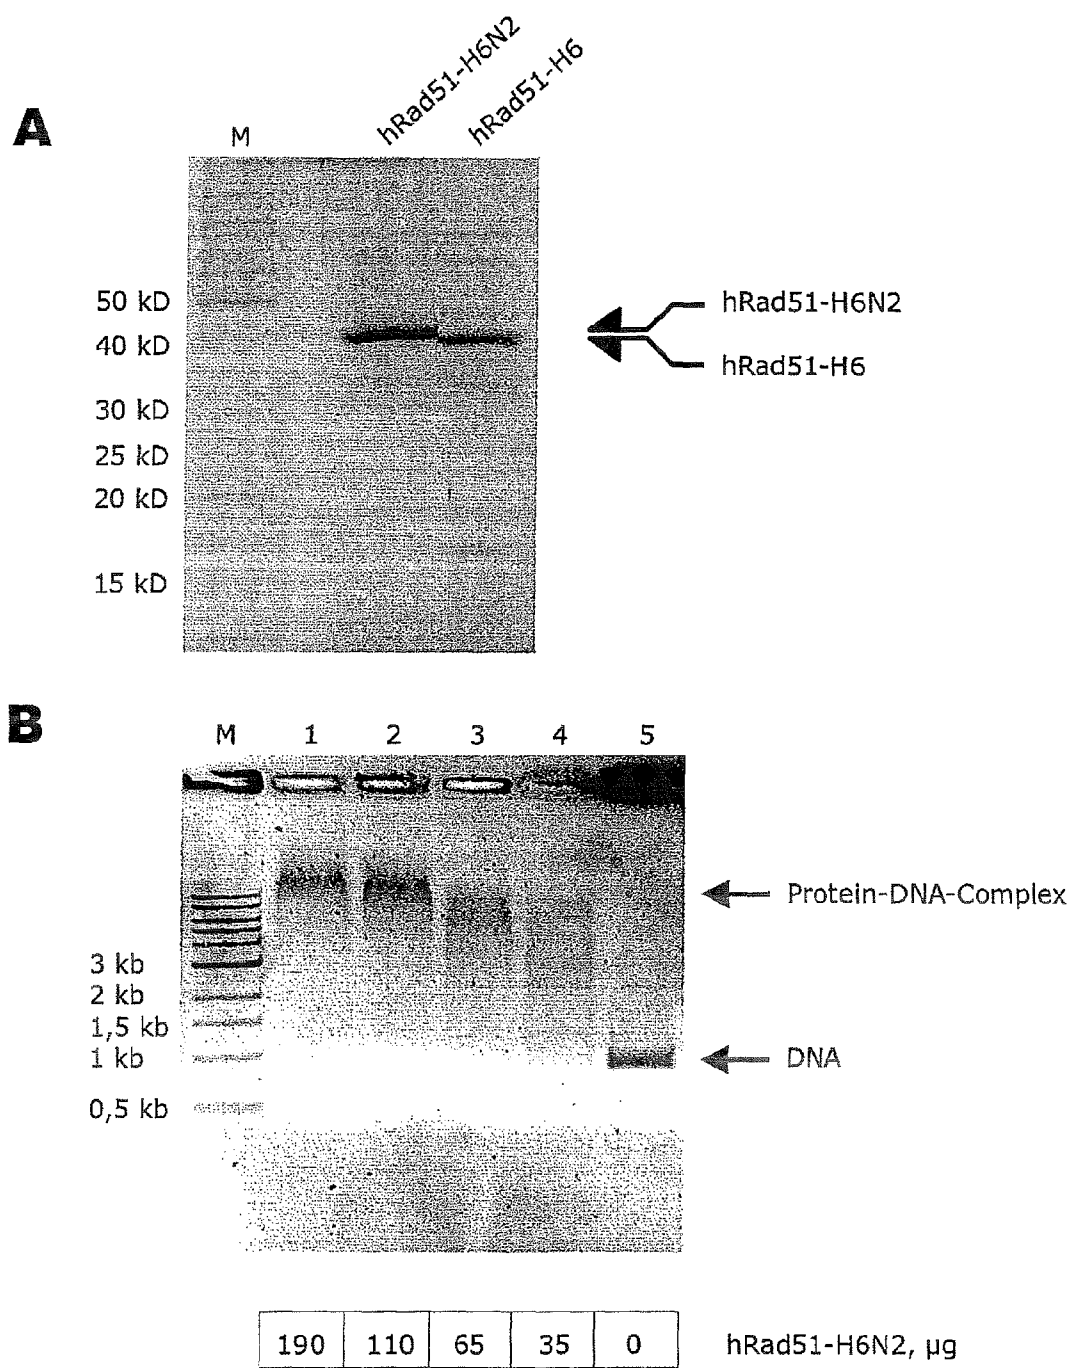 A
M
hRad51-H6N2
hRad51-H6
50 kD
40 kD
30 kD
25 kD
20 kD
15 kD
hRad51-H6N2
hRad51-H6
B
M 1 2 3 4 5
Protein-DNA-Complex
3 kb
2 kb
1,5 kb
1 kb
DNA
0,5 kb
190 110 65 35 0 hRad51-H6N2, µg